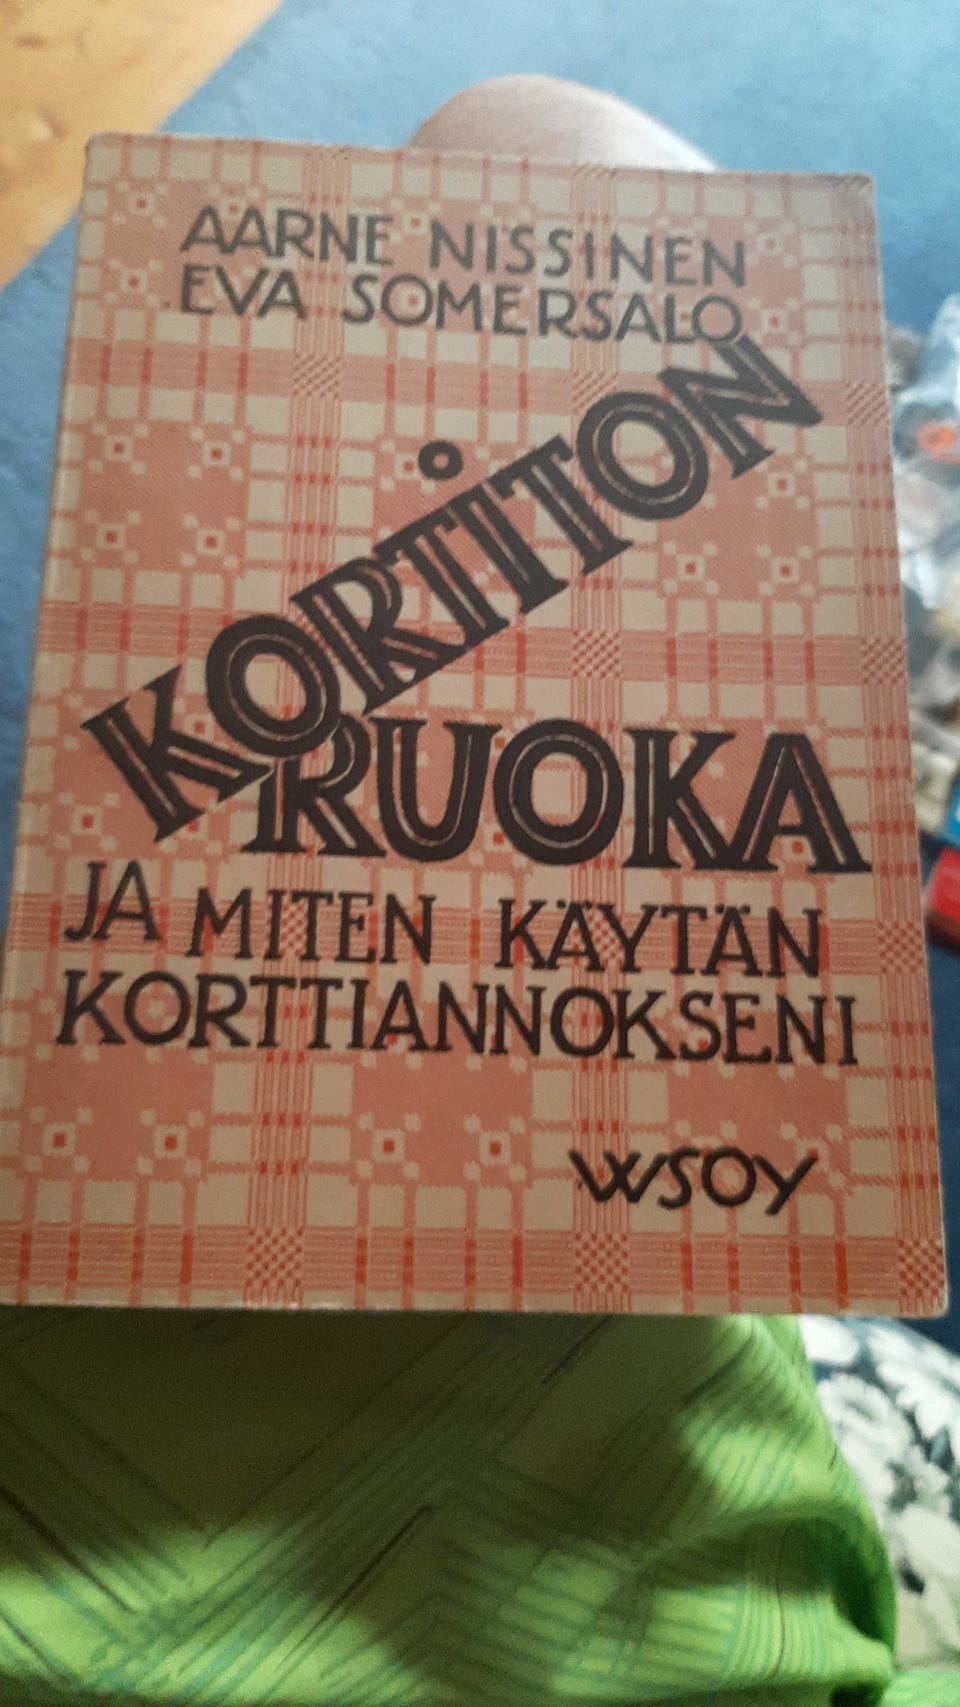 AARNE NISSINEN
EVA SOMERSALO
KORTITON
RUOKA
JA MITEN KÄYTÄN
KORTTIANNOKSENI
WSOY